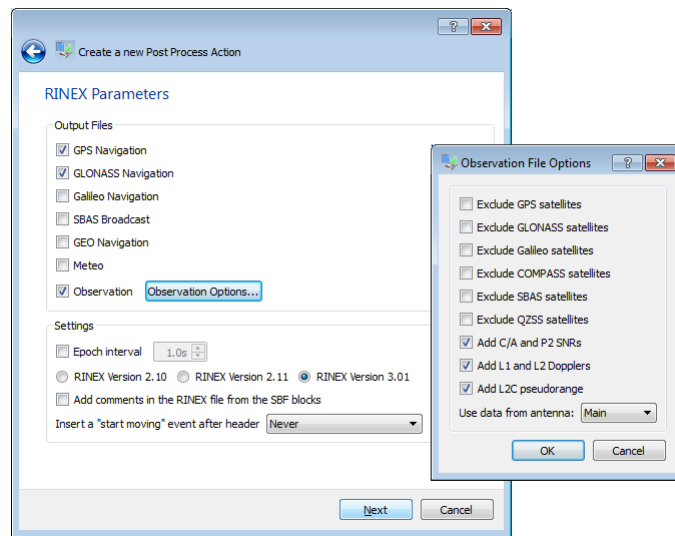 Create a new Post Process Action
RINEX Parameters
Output Files
GPS Navigation
GLONASS Navigation
Galileo Navigation
SBAS Broadcast
GEO Navigation
Meteo
Observation Observation Options...
Settings
Epoch interval 1.0s
RINEX Version 2.10 RINEX Version 2.11 RINEX Version 3.01
Add comments in the RINEX file from the SBF blocks
Insert a "start moving" event after header Never
Next Cancel
Observation File Options
Exclude GPS satellites
Exclude GLONASS satellites
Exclude Galileo satellites
Exclude COMPASS satellites
Exclude SBAS satellites
Exclude QZSS satellites
Add C/A and P2 SNRs
Add L1 and L2 Dopplers
Add L2C pseudorange
Use data from antenna: Main
OK Cancel